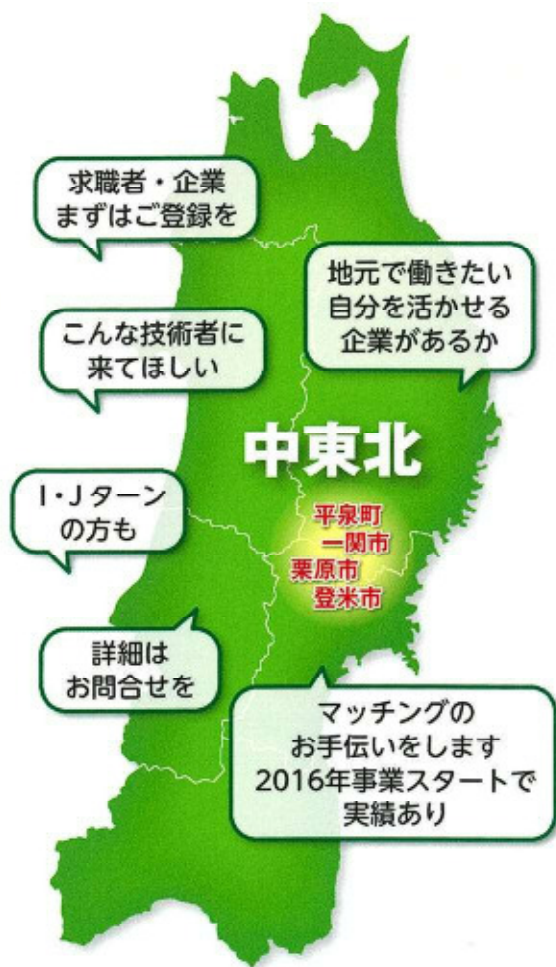 求職者・企業
まずはご登録を
地元で働きたい
自分を活かせる
企業があるか
こんな技術者に
来てほしい
中東北
平泉町
一関市
栗原市
登米市
I・Jターン
の方も
詳細は
お問合せを
マッチングの
お手伝いをします
2016年事業スタートで
実績あり